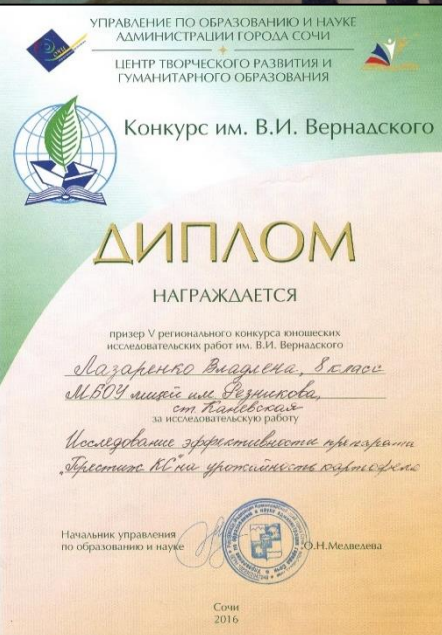 УПРАВЛЕНИЕ ПО ОБРАЗОВАНИЮ И НАУКЕ
АДМИНИСТРАЦИИ ГОРОДА СОЧИ
ЦЕНТР ТВОРЧЕСКОГО РАЗВИТИЯ И
ГУМАНИТАРНОГО ОБРАЗОВАНИЯ
Конкурс им. В.И. Вернадского
ДИПЛОМ
НАГРАЖДАЕТСЯ
призер V регионального конкурса юношеских
исследовательских работ им. В.И. Вернадского
Лазаренко Владлена, 8 класс
МБОУ лицей им. Резникова,
ст. Каневская
за исследовательскую работу
Исследование эффективности препарата
"Престиж КС" на урожайность картофеля
Начальник управления
по образованию и науке
О.Н.Медведева
Сочи
2016